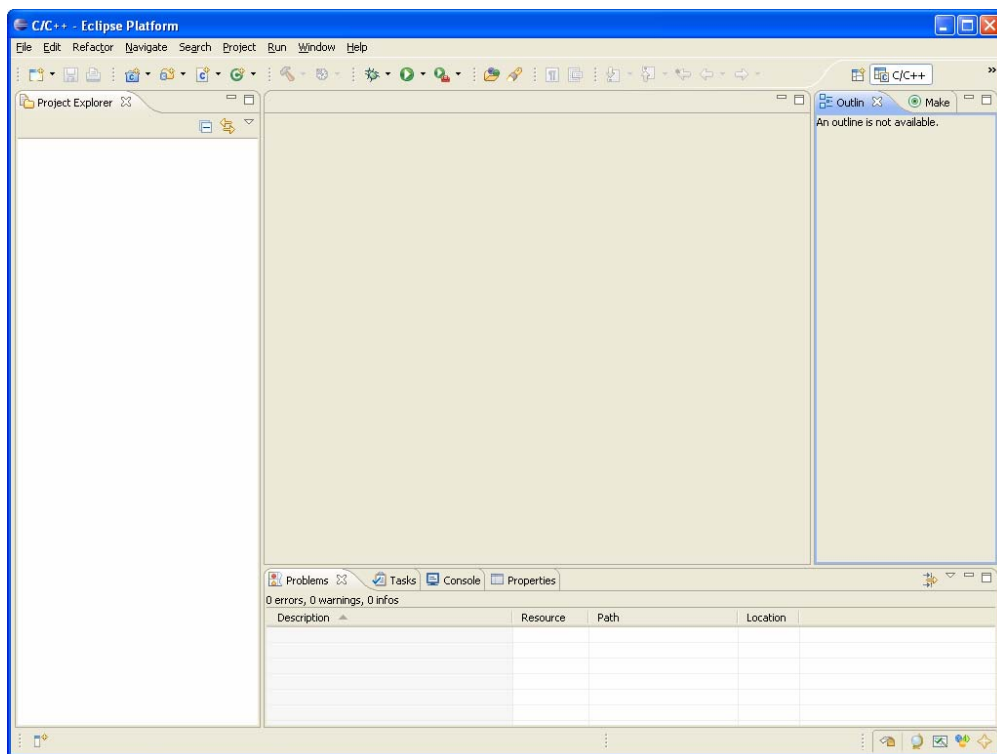 C/C++ - Eclipse Platform
File Edit Refactor Navigate Search Project Run Window Help
C/C++ »
Project Explorer
Outlin Make
An outline is not available.
Problems Tasks Console Properties
0 errors, 0 warnings, 0 infos
Description Resource Path Location